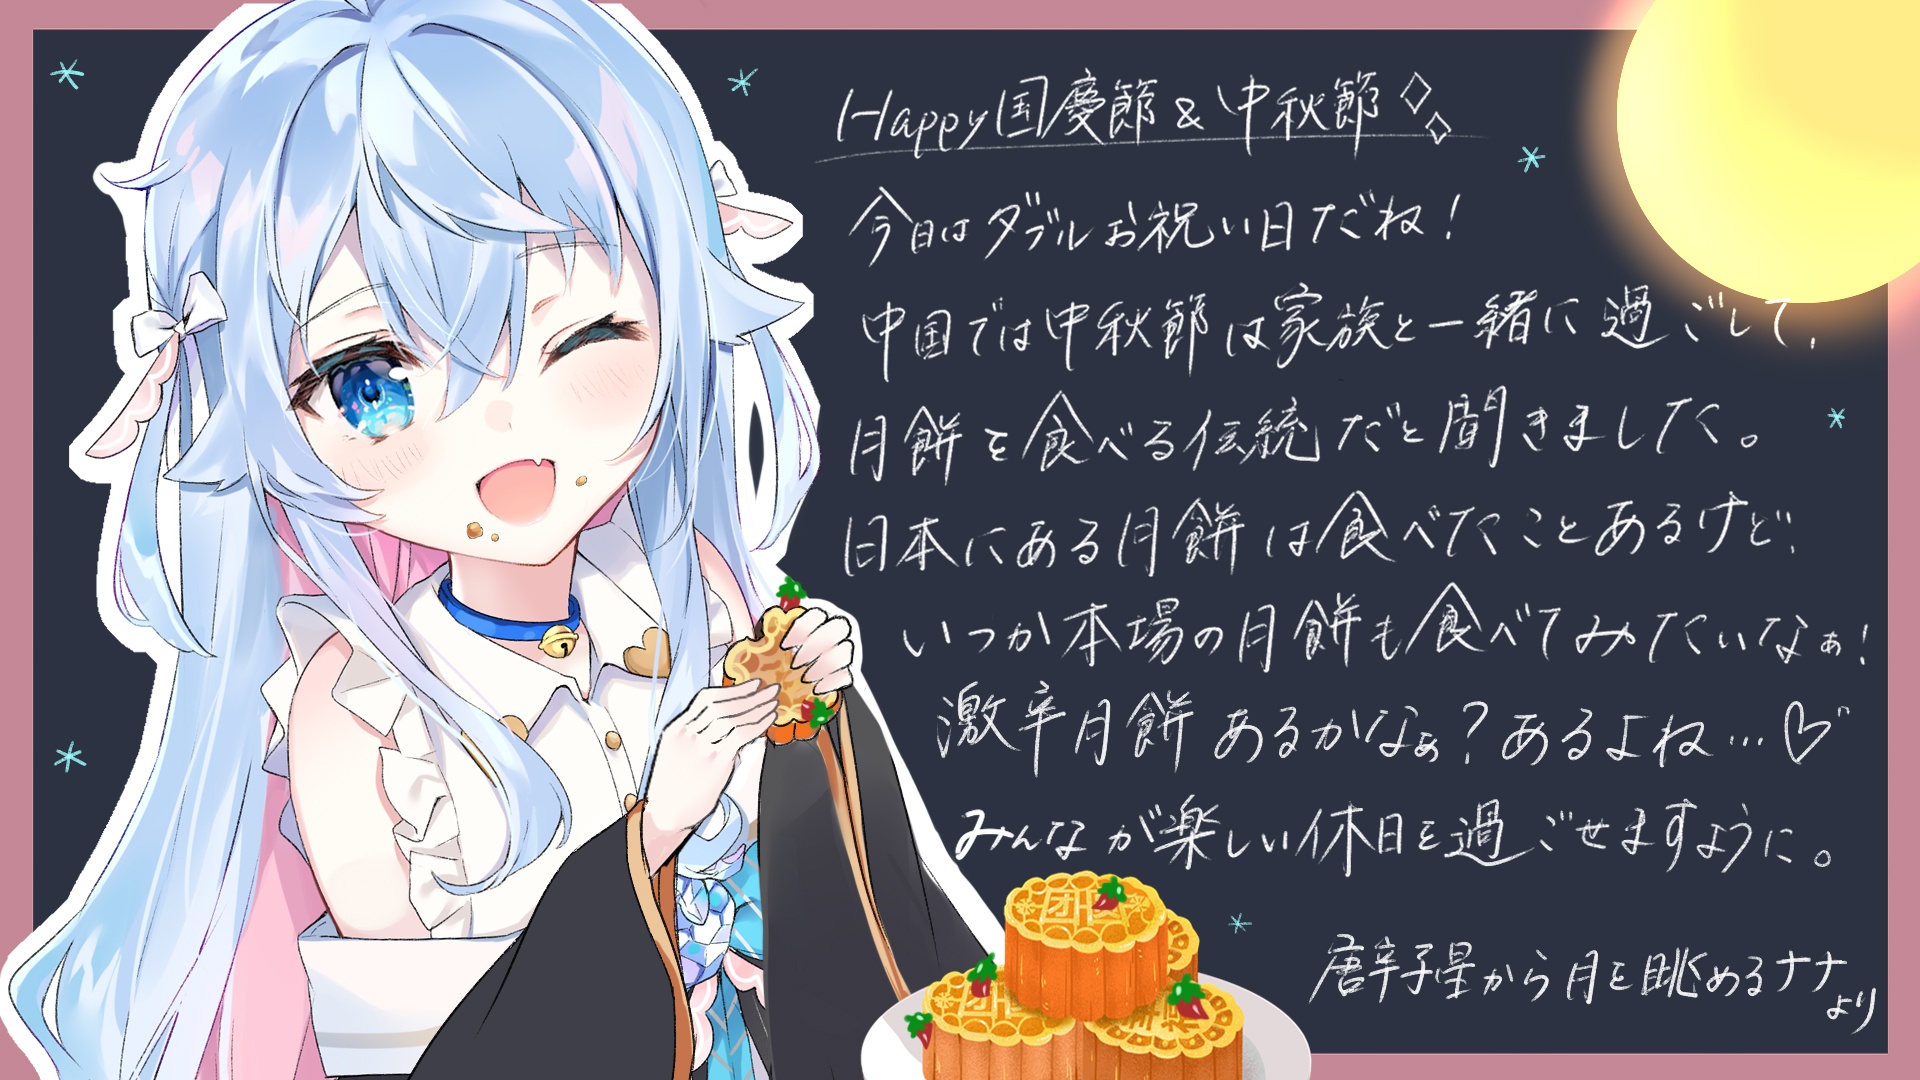 Happy国慶節&中秋節
今日はダブルお祝い日だね!
中国では中秋節は家族と一緒に過ごして、
月餅を食べる伝統だと聞きました。
日本にある月餅は食べたことあるけど、
いつか本場の月餅も食べてみたいなぁ!
激辛月餅あるかなぁ?あるよね…♡
みんなが楽しい休日を過ごせますように。
団
団
唐辛子星から月を眺めるナナより